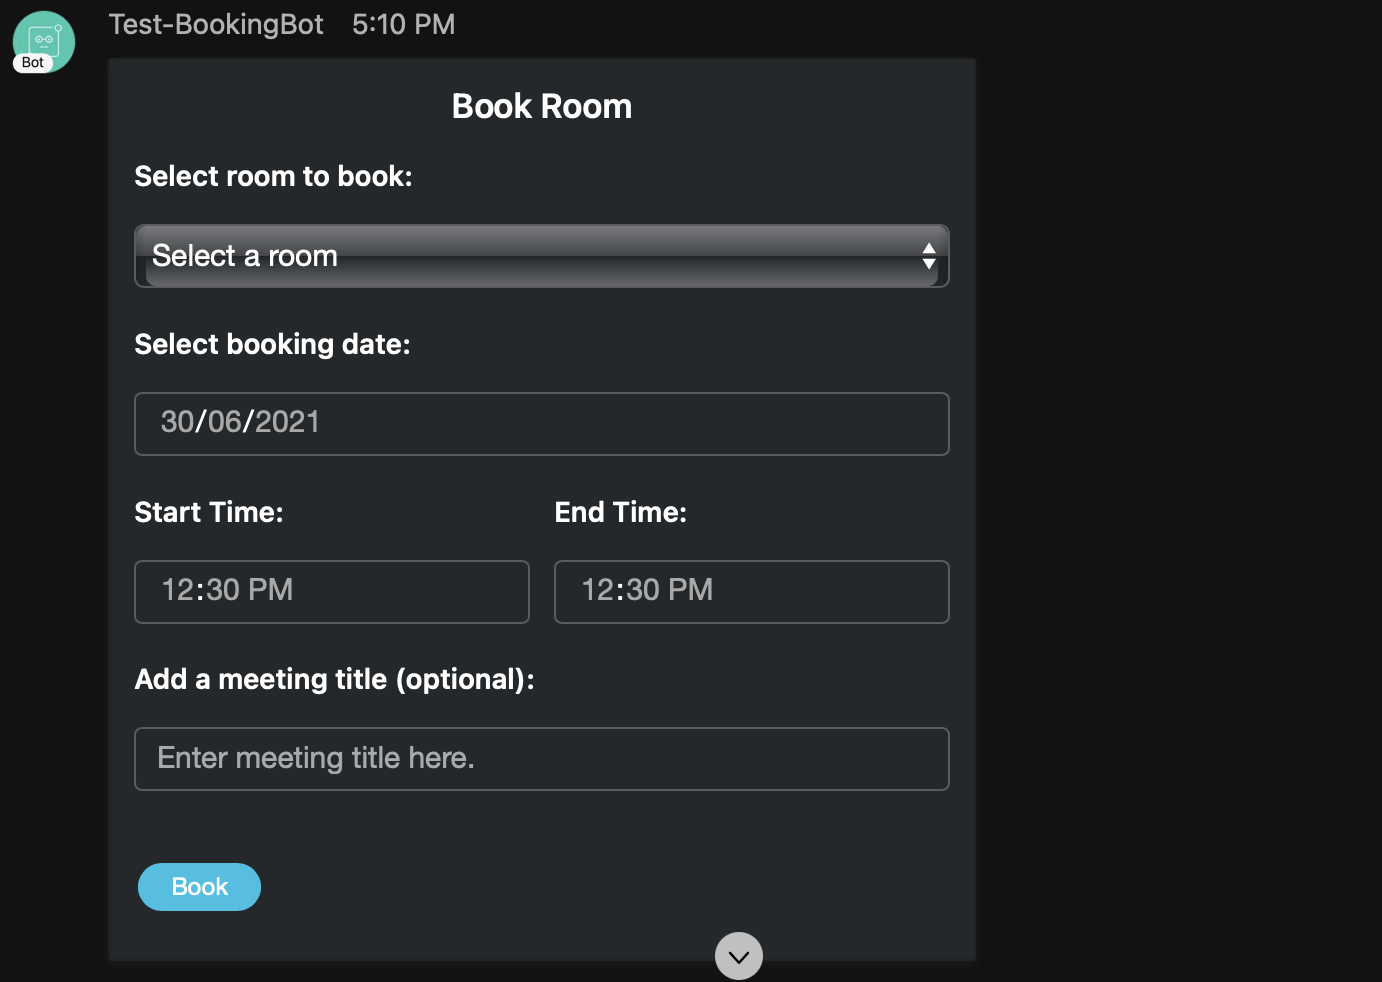 Test-BookingBot 5:10 PM
Bot
Book Room
Select room to book:
Select a room
Select booking date:
30/06/2021
Start Time: End Time:
12:30 PM 12:30 PM
Add a meeting title (optional):
Enter meeting title here.
Book